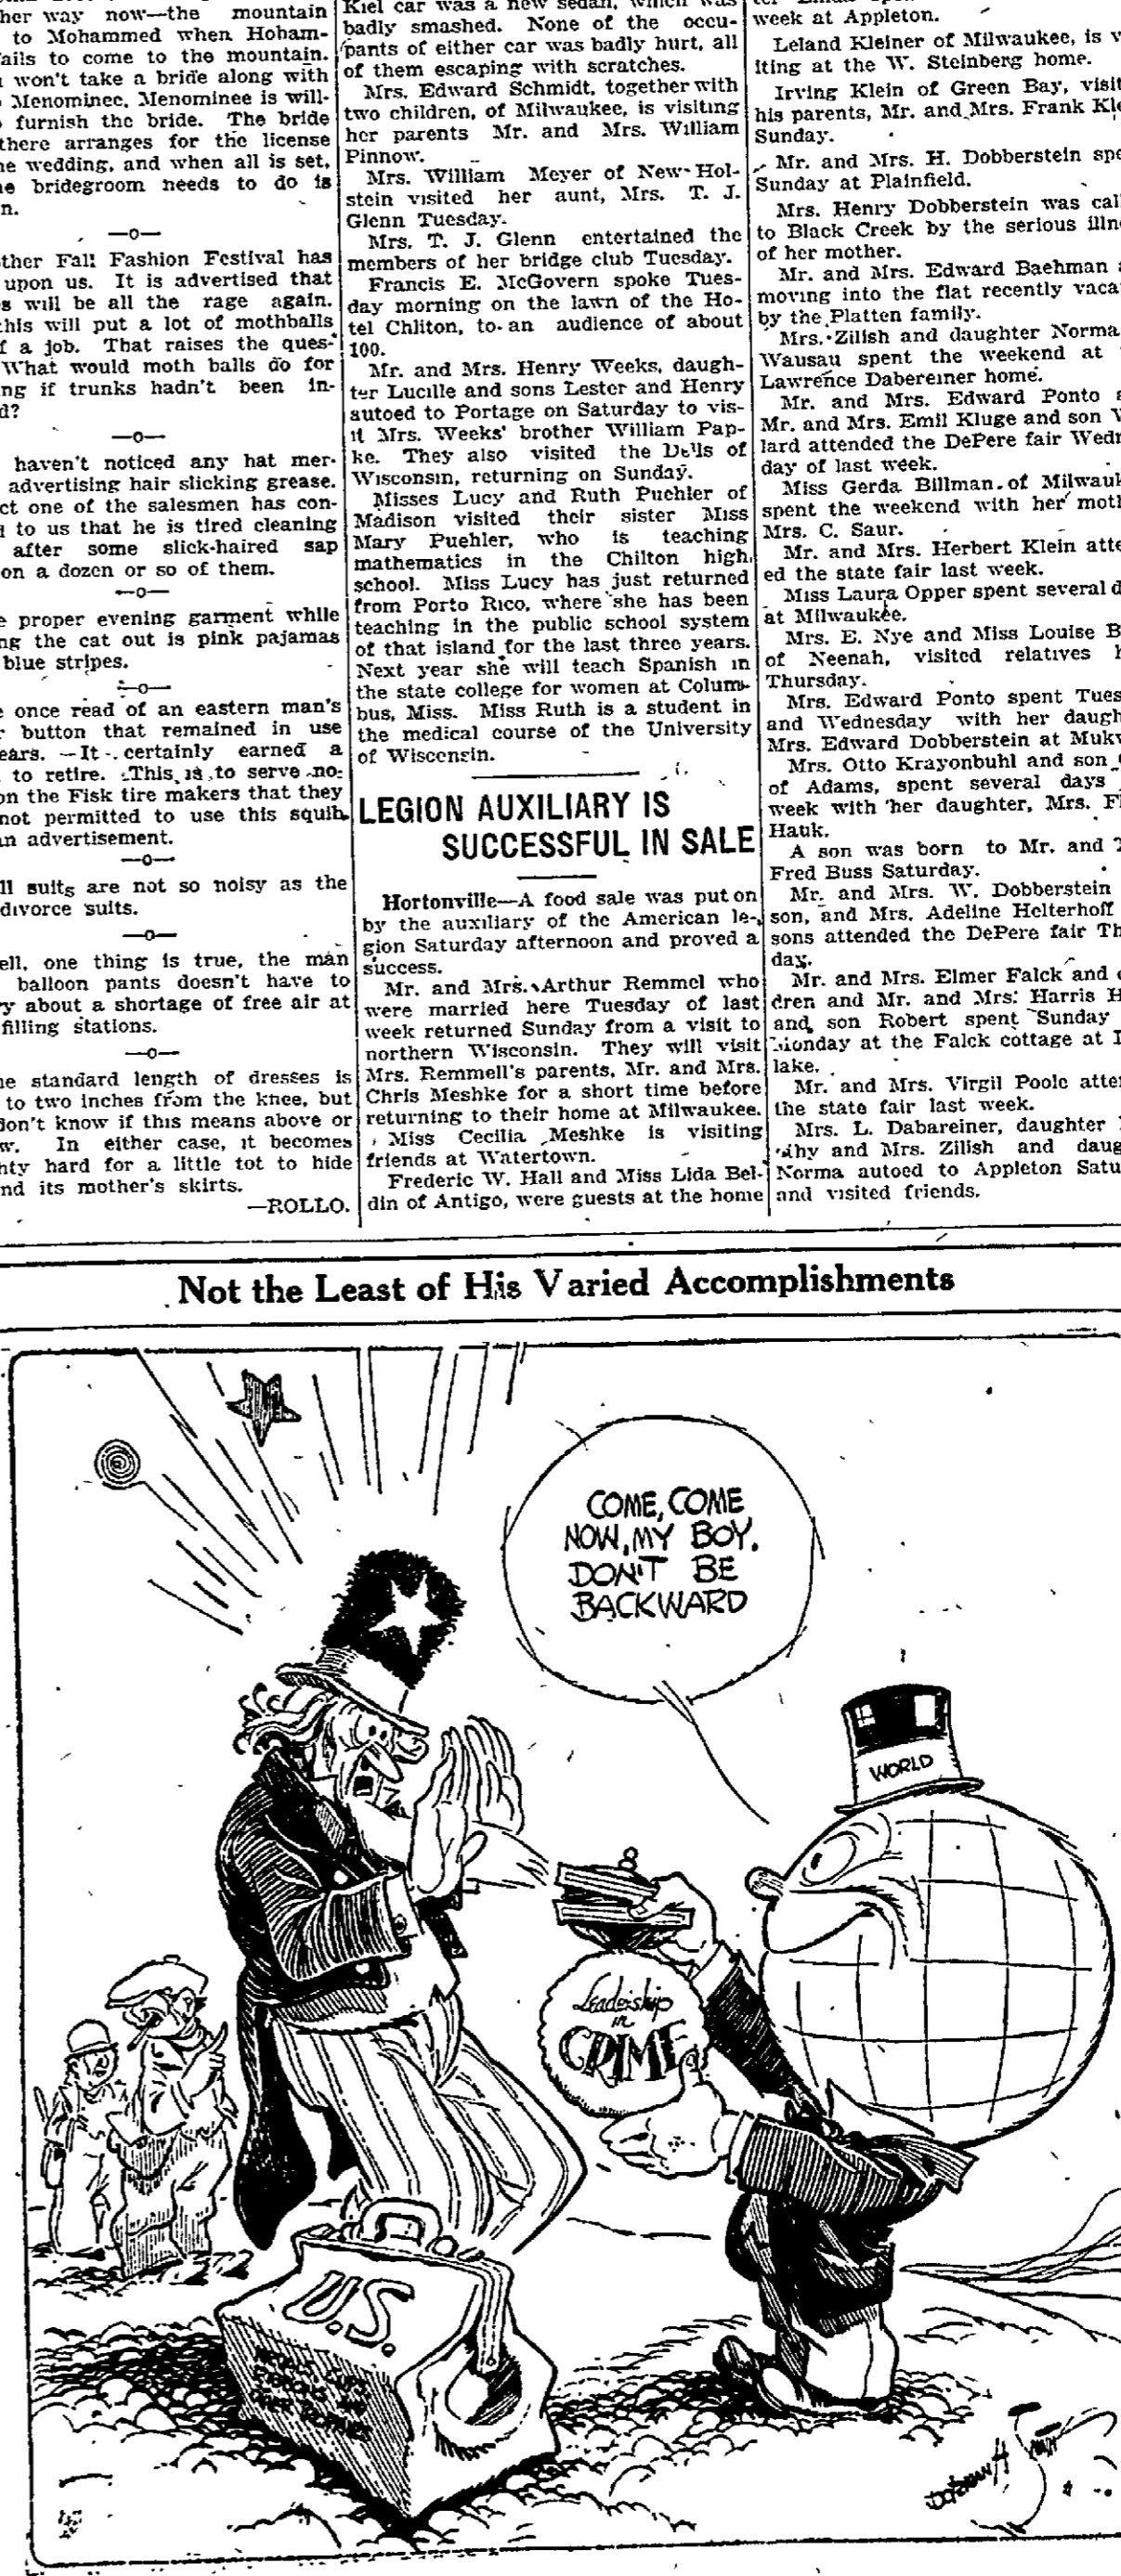 her way now—the mountain
to Mohammed when Hoham-
ails to come to the mountain.
won't take a bride along with
Menominee, Menominee is will-
furnish the bride. The bride
there arranges for the license
he wedding, and when all is set,
e bridegroom needs to do is
n.
—o—
ther Fall Fashion Festival has
upon us. It is advertised that
s will be all the rage again.
this will put a lot of mothballs
f a job. That raises the ques-
What would moth balls do for
ng if trunks hadn't been in-
d?
—o—
haven't noticed any hat mer-
advertising hair slicking grease.
ct one of the salesmen has con-
d to us that he is tired cleaning
after some slick-haired sap
on a dozen or so of them.
—o—
e proper evening garment while
ng the cat out is pink pajamas
blue stripes.
—o—
e once read of an eastern man's
r button that remained in use
ears. —It certainly earned a
to retire. This is to serve no-
on the Fisk tire makers that they
not permitted to use this squib
an advertisement.
—o—
ll suits are not so noisy as the
divorce suits.
—o—
ell, one thing is true, the man
balloon pants doesn't have to
ry about a shortage of free air at
filling stations.
—o—
he standard length of dresses is
to two inches from the knee, but
don't know if this means above or
w. In either case, it becomes
hty hard for a little tot to hide
nd its mother's skirts.
—ROLLO.
Kiel car was a new sedan, which was
badly smashed. None of the occu-
pants of either car was badly hurt, all
of them escaping with scratches.
Mrs. Edward Schmidt, together with
two children, of Milwaukee, is visiting
her parents Mr. and Mrs. William
Pinnow.
Mrs. William Meyer of New Hol-
stein visited her aunt, Mrs. T. J.
Glenn Tuesday.
Mrs. T. J. Glenn entertained the
members of her bridge club Tuesday.
Francis E. McGovern spoke Tues-
day morning on the lawn of the Ho-
tel Chilton, to an audience of about
100.
Mr. and Mrs. Henry Weeks, daugh-
ter Lucille and sons Lester and Henry
autoed to Portage on Saturday to vis-
it Mrs. Weeks' brother William Pap-
ke. They also visited the Dells of
Wisconsin, returning on Sunday.
Misses Lucy and Ruth Puehler of
Madison visited their sister Miss
Mary Puehler, who is teaching
mathematics in the Chilton high
school. Miss Lucy has just returned
from Porto Rico, where she has been
teaching in the public school system
of that island for the last three years.
Next year she will teach Spanish in
the state college for women at Colum-
bus, Miss. Miss Ruth is a student in
the medical course of the University
of Wisconsin.
LEGION AUXILIARY IS
SUCCESSFUL IN SALE
Hortonville—A food sale was put on
by the auxiliary of the American le-
gion Saturday afternoon and proved a
success.
Mr. and Mrs. Arthur Remmel who
were married here Tuesday of last
week returned Sunday from a visit to
northern Wisconsin. They will visit
Mrs. Remmell's parents, Mr. and Mrs.
Chris Meshke for a short time before
returning to their home at Milwaukee.
Miss Cecilia Meshke is visiting
friends at Watertown.
Frederic W. Hall and Miss Lida Bel-
din of Antigo, were guests at the home
week at Appleton.
Leland Kleiner of Milwaukee, is v
iting at the W. Steinberg home.
Irving Klein of Green Bay, visit
his parents, Mr. and Mrs. Frank Kle
Sunday.
Mr. and Mrs. H. Dobberstein spe
Sunday at Plainfield.
Mrs. Henry Dobberstein was cal
to Black Creek by the serious illn
of her mother.
Mr. and Mrs. Edward Baehman a
moving into the flat recently vaca
by the Platten family.
Mrs. Zilish and daughter Norma
Wausau spent the weekend at
Lawrence Dabereiner home.
Mr. and Mrs. Edward Ponto a
Mr. and Mrs. Emil Kluge and son W
lard attended the DePere fair Wedn
day of last week.
Miss Gerda Billman of Milwauk
spent the weekend with her moth
Mrs. C. Saur.
Mr. and Mrs. Herbert Klein atte
ed the state fair last week.
Miss Laura Opper spent several d
at Milwaukee.
Mrs. E. Nye and Miss Louise B
of Neenah, visited relatives h
Thursday.
Mrs. Edward Ponto spent Tues
and Wednesday with her daugh
Mrs. Edward Dobberstein at Mukw
Mrs. Otto Krayonbuhl and son
of Adams, spent several days
week with her daughter, Mrs. Fl
Hauk.
A son was born to Mr. and
Fred Buss Saturday.
Mr. and Mrs. W. Dobberstein
son, and Mrs. Adeline Helterhoff
sons attended the DePere fair Th
day.
Mr. and Mrs. Elmer Falck and c
dren and Mr. and Mrs. Harris H
and son Robert spent Sunday
Monday at the Falck cottage at
lake.
Mr. and Mrs. Virgil Poole atte
the state fair last week.
Mrs. L. Dabareiner, daughter
thy and Mrs. Zilish and daug
Norma autoed to Appleton Satu
and visited friends.
Not the Least of His Varied Accomplishments
COME, COME
NOW, MY BOY.
DON'T BE
BACKWARD
WORLD
Leadership
in
CRIME
U.S.
MEDALS CUPS
RIBBONS AND
OTHER TROPHIES